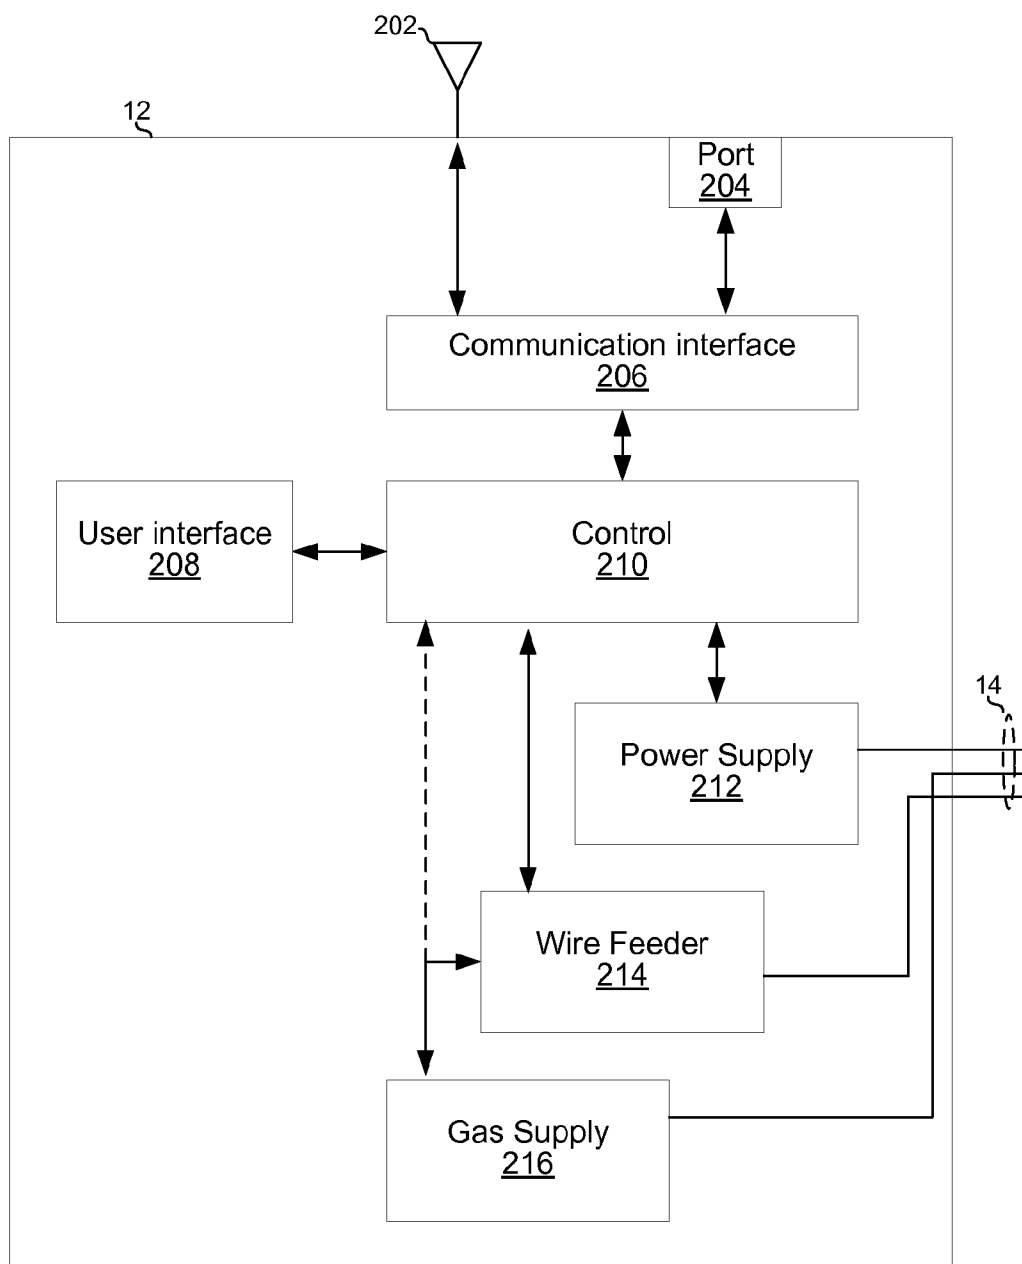 202
12
Port
204
Communication interface
206
User interface
208
Control
210
14
Power Supply
212
Wire Feeder
214
Gas Supply
216